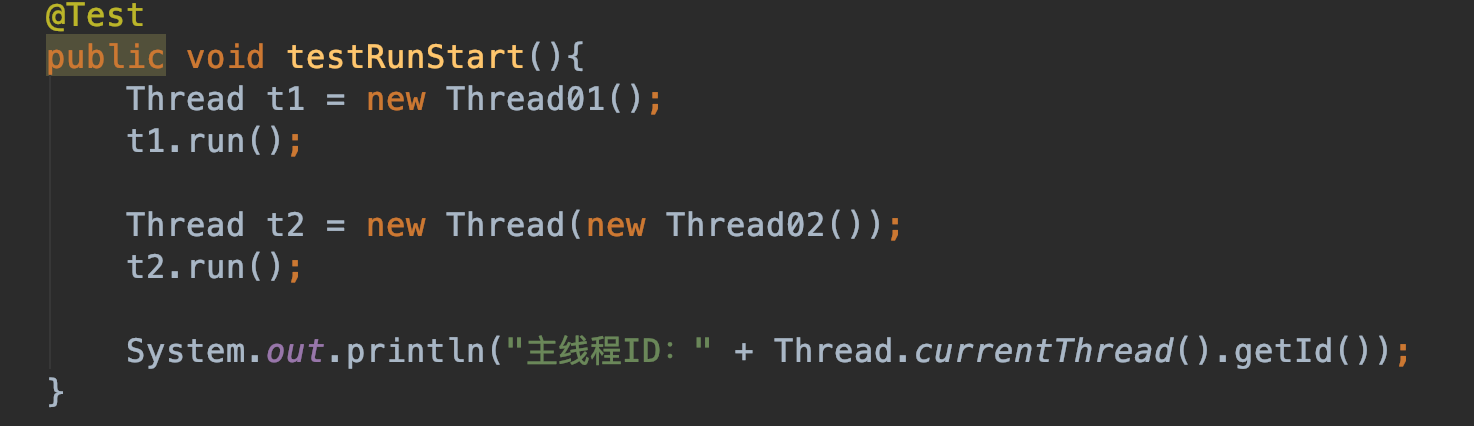 @Test
public void testRunStart(){
    Thread t1 = new Thread01();
    t1.run();
    Thread t2 = new Thread(new Thread02());
    t2.run();
    System.out.println("主线程ID：" + Thread.currentThread().getId());
}